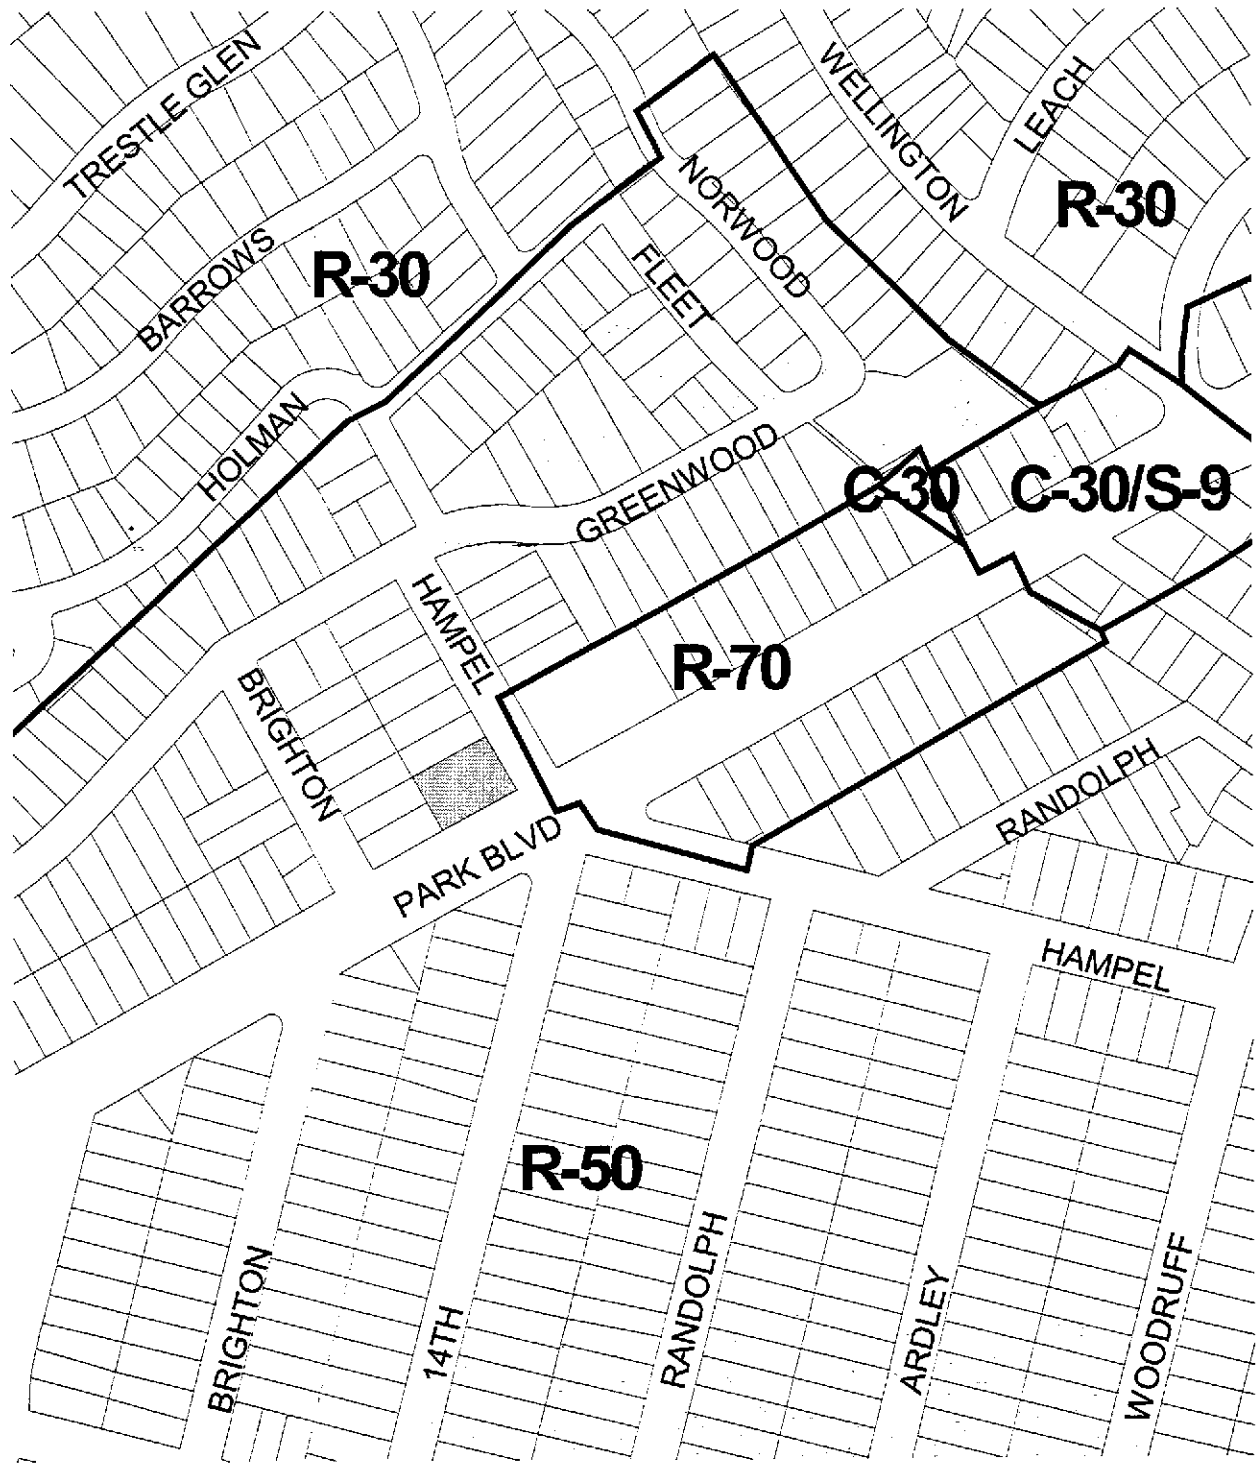 TRESTLE GLEN
WELLINGTON
LEACH
NORWOOD
R-30
BARROWS
R-30
FLEET
HOLMAN
GREENWOOD
C-30
C-30/S-9
HAMPEL
R-70
BRIGHTON
RANDOLPH
PARK BLVD
HAMPEL
R-50
BRIGHTON
14TH
RANDOLPH
ARDLEY
WOODRUFF